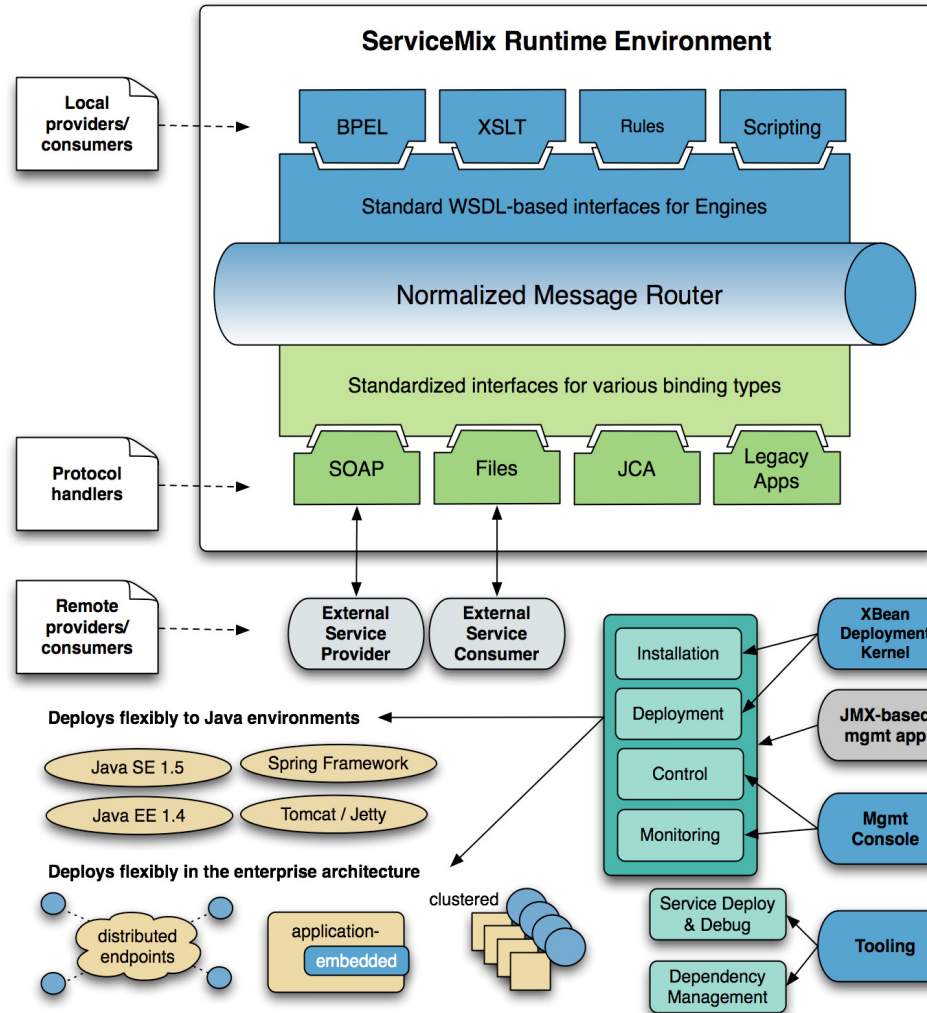 ServiceMix Runtime Environment
Local
providers/
consumers
BPEL
XSLT
Rules
Scripting
Standard WSDL-based interfaces for Engines
Normalized Message Router
Standardized interfaces for various binding types
Protocol
handlers
SOAP
Files
JCA
Legacy
Apps
Remote
providers/
consumers
External
Service
Provider
External
Service
Consumer
Installation
Deployment
Control
Monitoring
XBean
Deployment
Kernel
JMX-based
mgmt app
Mgmt
Console
Deploys flexibly to Java environments
Java SE 1.5
Spring Framework
Java EE 1.4
Tomcat / Jetty
Deploys flexibly in the enterprise architecture
distributed
endpoints
application-
embedded
clustered
Service Deploy
& Debug
Dependency
Management
Tooling